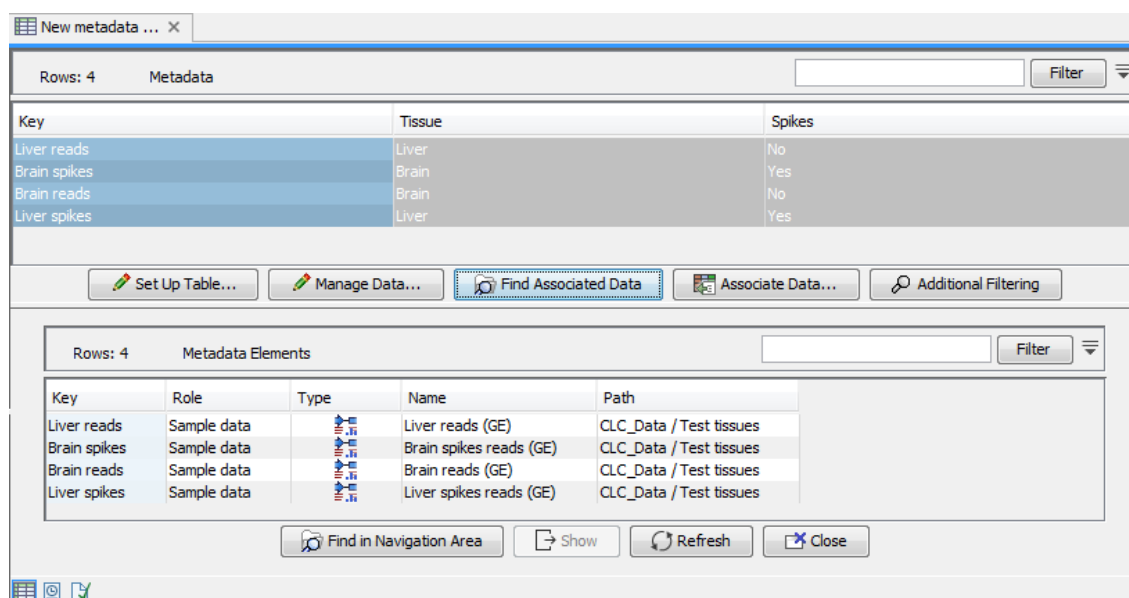 New metadata ...
Rows: 4 Metadata Filter
Key Tissue Spikes
Liver reads Liver No
Brain spikes Brain Yes
Brain reads Brain No
Liver spikes Liver Yes
Set Up Table... Manage Data... Find Associated Data Associate Data... Additional Filtering
Rows: 4 Metadata Elements Filter
Key Role Type Name Path
Liver reads Sample data Liver reads (GE) CLC_Data / Test tissues
Brain spikes Sample data Brain spikes reads (GE) CLC_Data / Test tissues
Brain reads Sample data Brain reads (GE) CLC_Data / Test tissues
Liver spikes Sample data Liver spikes reads (GE) CLC_Data / Test tissues
Find in Navigation Area Show Refresh Close